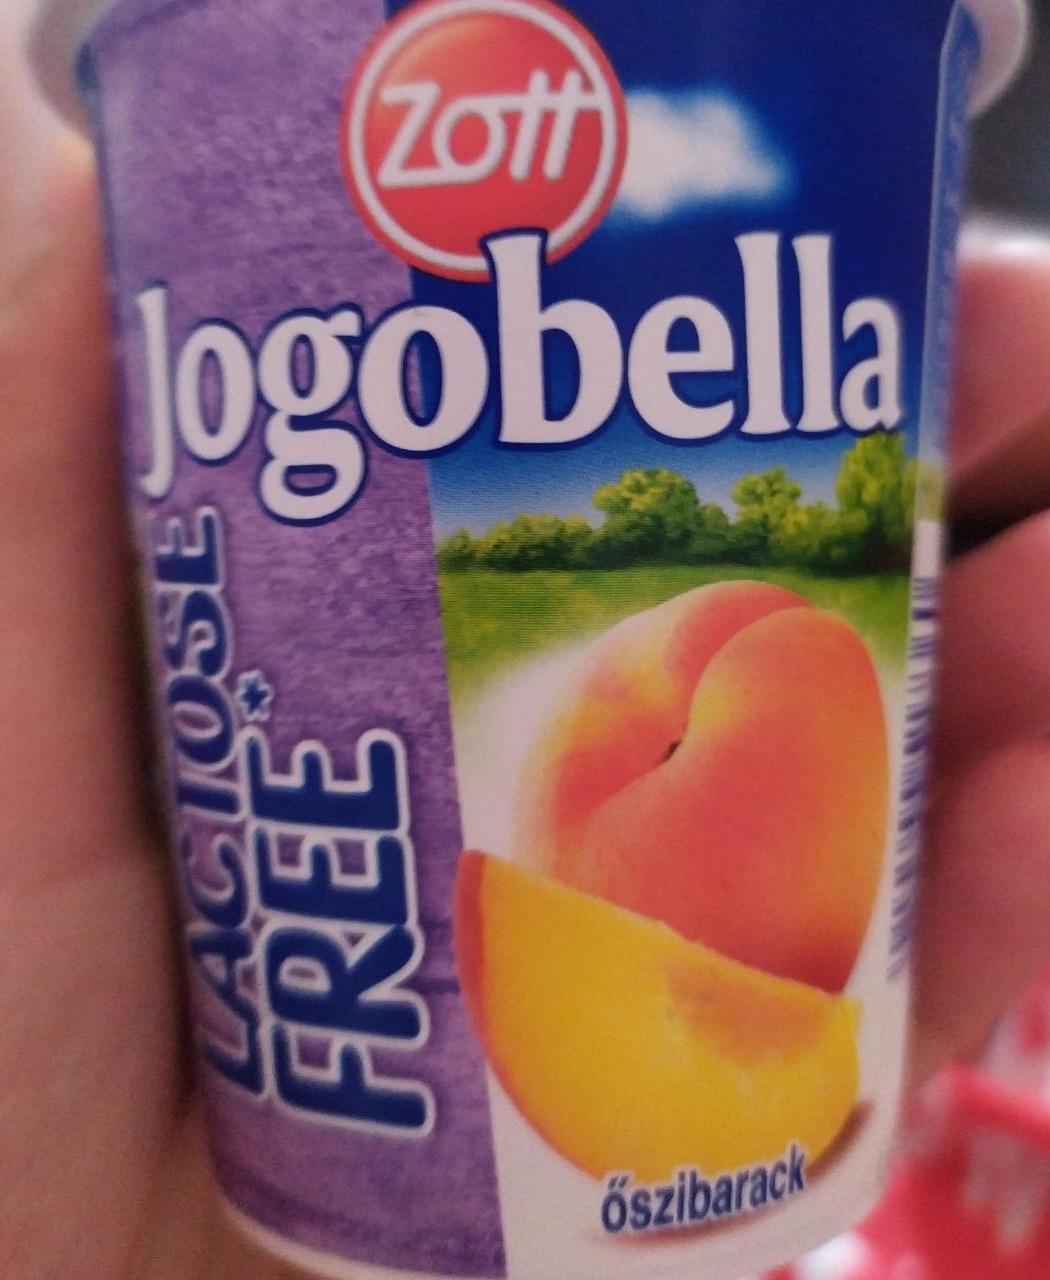 Zott
Jogobella
LACTOSE
FREE*
őszibarack